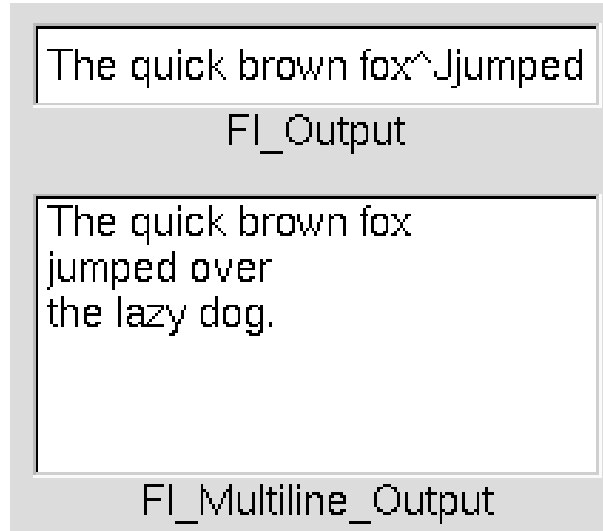 The quick brown fox^Jjumped
Fl_Output
The quick brown fox
jumped over
the lazy dog.
Fl_Multiline_Output